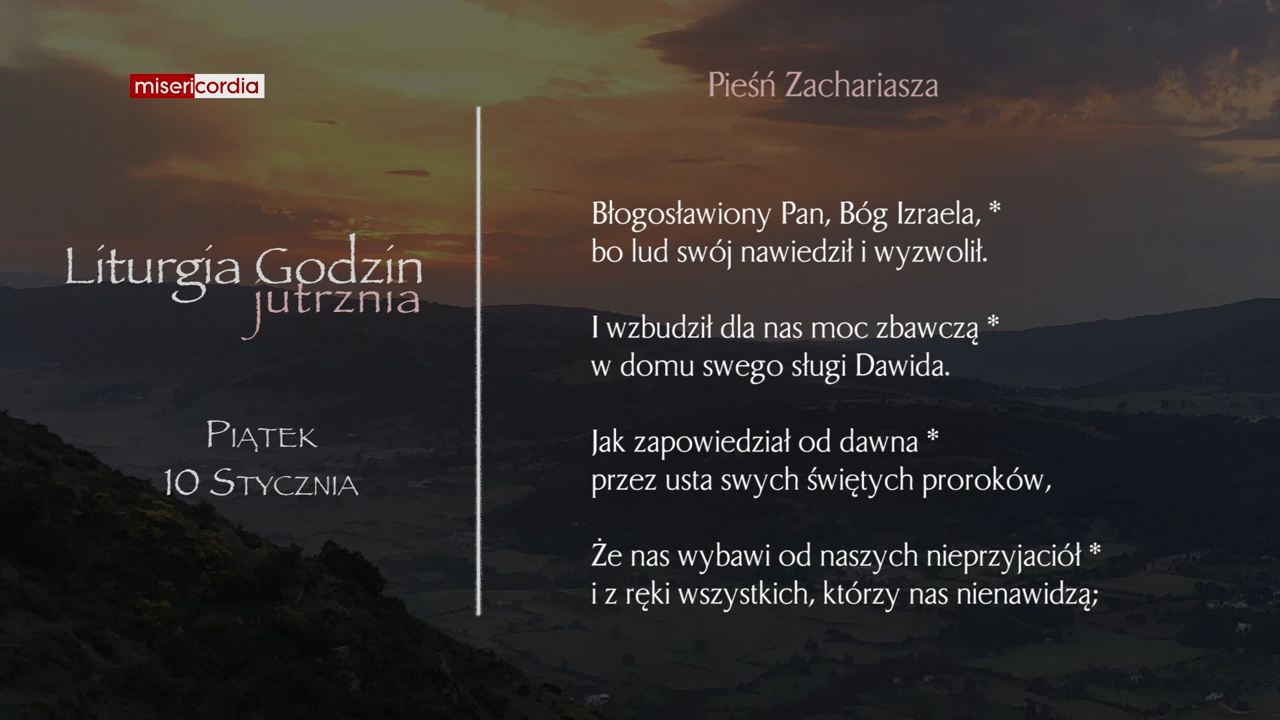 misericordia
Liturgia Godzin
jutrznia
Piątek
10 Stycznia
Pieśń Zachariasza
Błogosławiony Pan, Bóg Izraela, *
bo lud swój nawiedził i wyzwolił.
I wzbudził dla nas moc zbawczą *
w domu swego sługi Dawida.
Jak zapowiedział od dawna *
przez usta swych świętych proroków,
Że nas wybawi od naszych nieprzyjaciół *
i z ręki wszystkich, którzy nas nienawidzą;